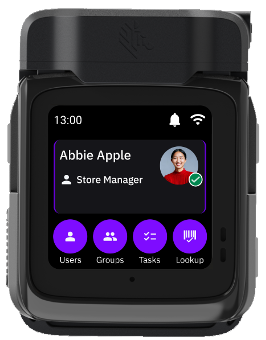 13:00
Abbie Apple
Store Manager
Users Groups Tasks Lookup